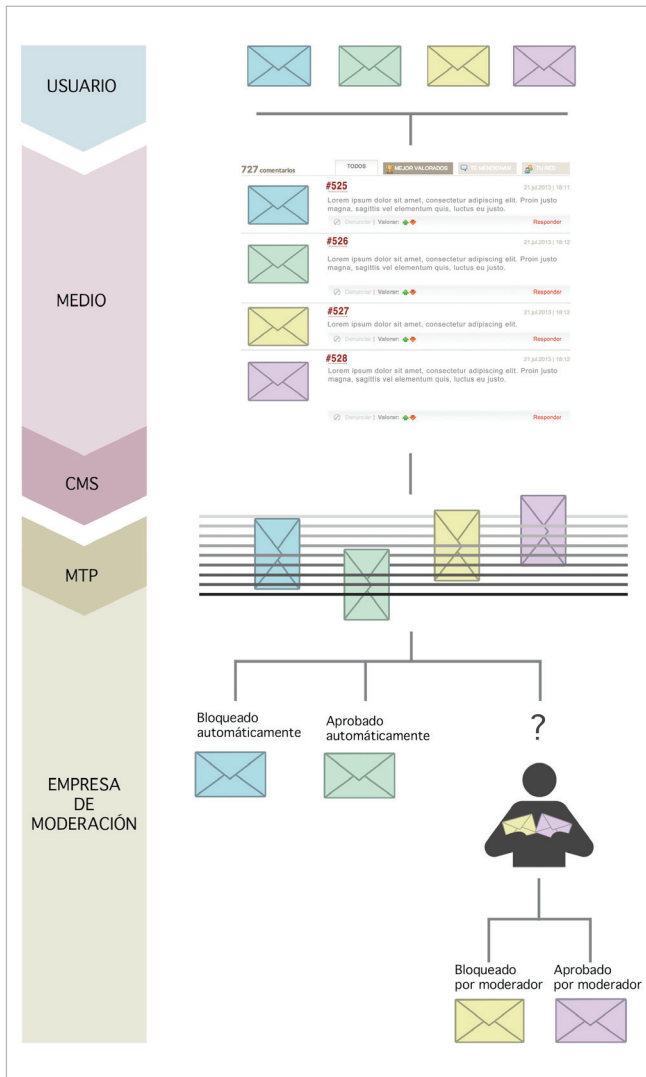 USUARIO
MEDIO
CMS
MTP
EMPRESA
DE
MODERACIÓN
727 comentarios
TODOS
MEJOR VALORADOS
TE MENCIONAN
TU RED
#525
21 jul 2013 | 18:11
Lorem ipsum dolor sit amet, consectetur adipiscing elit. Proin justo
magna, sagittis vel elementum quis, luctus eu justo.
Denunciar | Valorar:
Responder
#526
21 jul 2013 | 18:12
Lorem ipsum dolor sit amet, consectetur adipiscing elit. Proin justo
magna, sagittis vel elementum quis, luctus eu justo.
Denunciar | Valorar:
Responder
#527
21 jul 2013 | 18:12
Lorem ipsum dolor sit amet, consectetur adipiscing elit.
Denunciar | Valorar:
Responder
#528
21 jul 2013 | 18:12
Lorem ipsum dolor sit amet, consectetur adipiscing elit. Proin justo
magna, sagittis vel elementum quis, luctus eu justo.
Denunciar | Valorar:
Responder
Bloqueado
automáticamente
Aprobado
automáticamente
?
Bloqueado
por moderador
Aprobado
por moderador